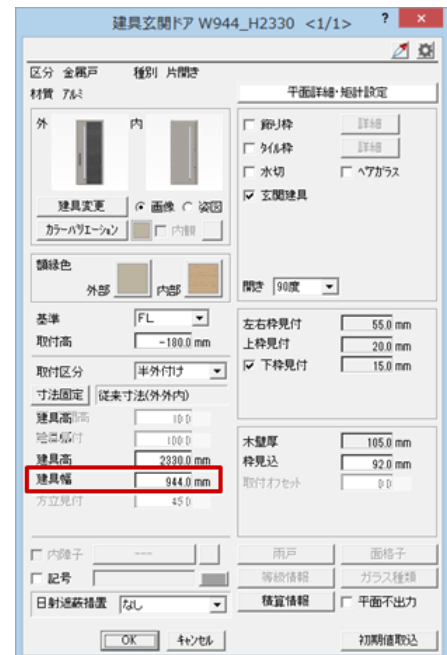 建具玄関ドア W944_H2330 <1/1>
?
×
区分 金属戸 種別 片開き
材質 アルミ
平面詳細・矩計設定
外 内
建具変更
画像 姿図
カラーバリエーション
内観
額縁色
外部 内部
基準 FL
取付高 -180.0 mm
取付区分 半外付け
寸法固定 従来寸法(外外内)
建具高
100.0
建具高 2330.0 mm
建具幅 944.0 mm
方立見付 45.0
内障子 ---
記号
日射遮蔽措置 なし
飾り枠 詳細
タイル枠 詳細
水切 ペアガラス
玄関建具
開き 90度
左右枠見付 55.0 mm
上枠見付 20.0 mm
下枠見付 15.0 mm
木壁厚 105.0 mm
枠見込 92.0 mm
取付オフセット 0.0
雨戸 面格子
等級情報 ガラス種類
積算情報 平面不出力
OK キャンセル 初期値取込